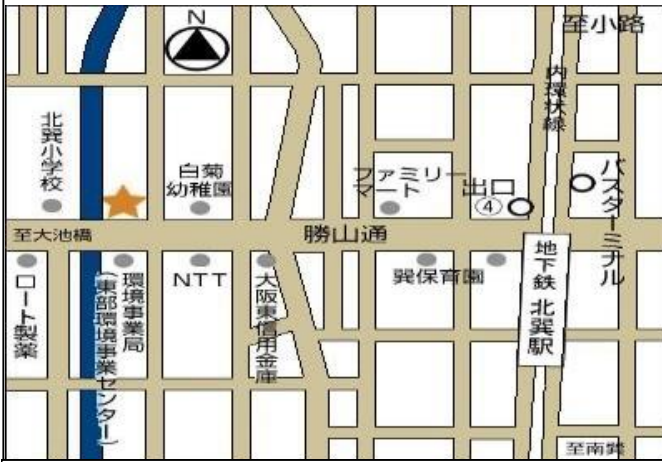 N
至小路
内環状線
北巽小学校
白菊
幼稚園
ファミリー
マート
出口
④
バスターミナル
至大池橋
勝山通
ロート製薬
環境事業局
(東部環境事業センター)
NTT
大阪東信用金庫
巽保育園
地下鉄 北巽駅
至南巽